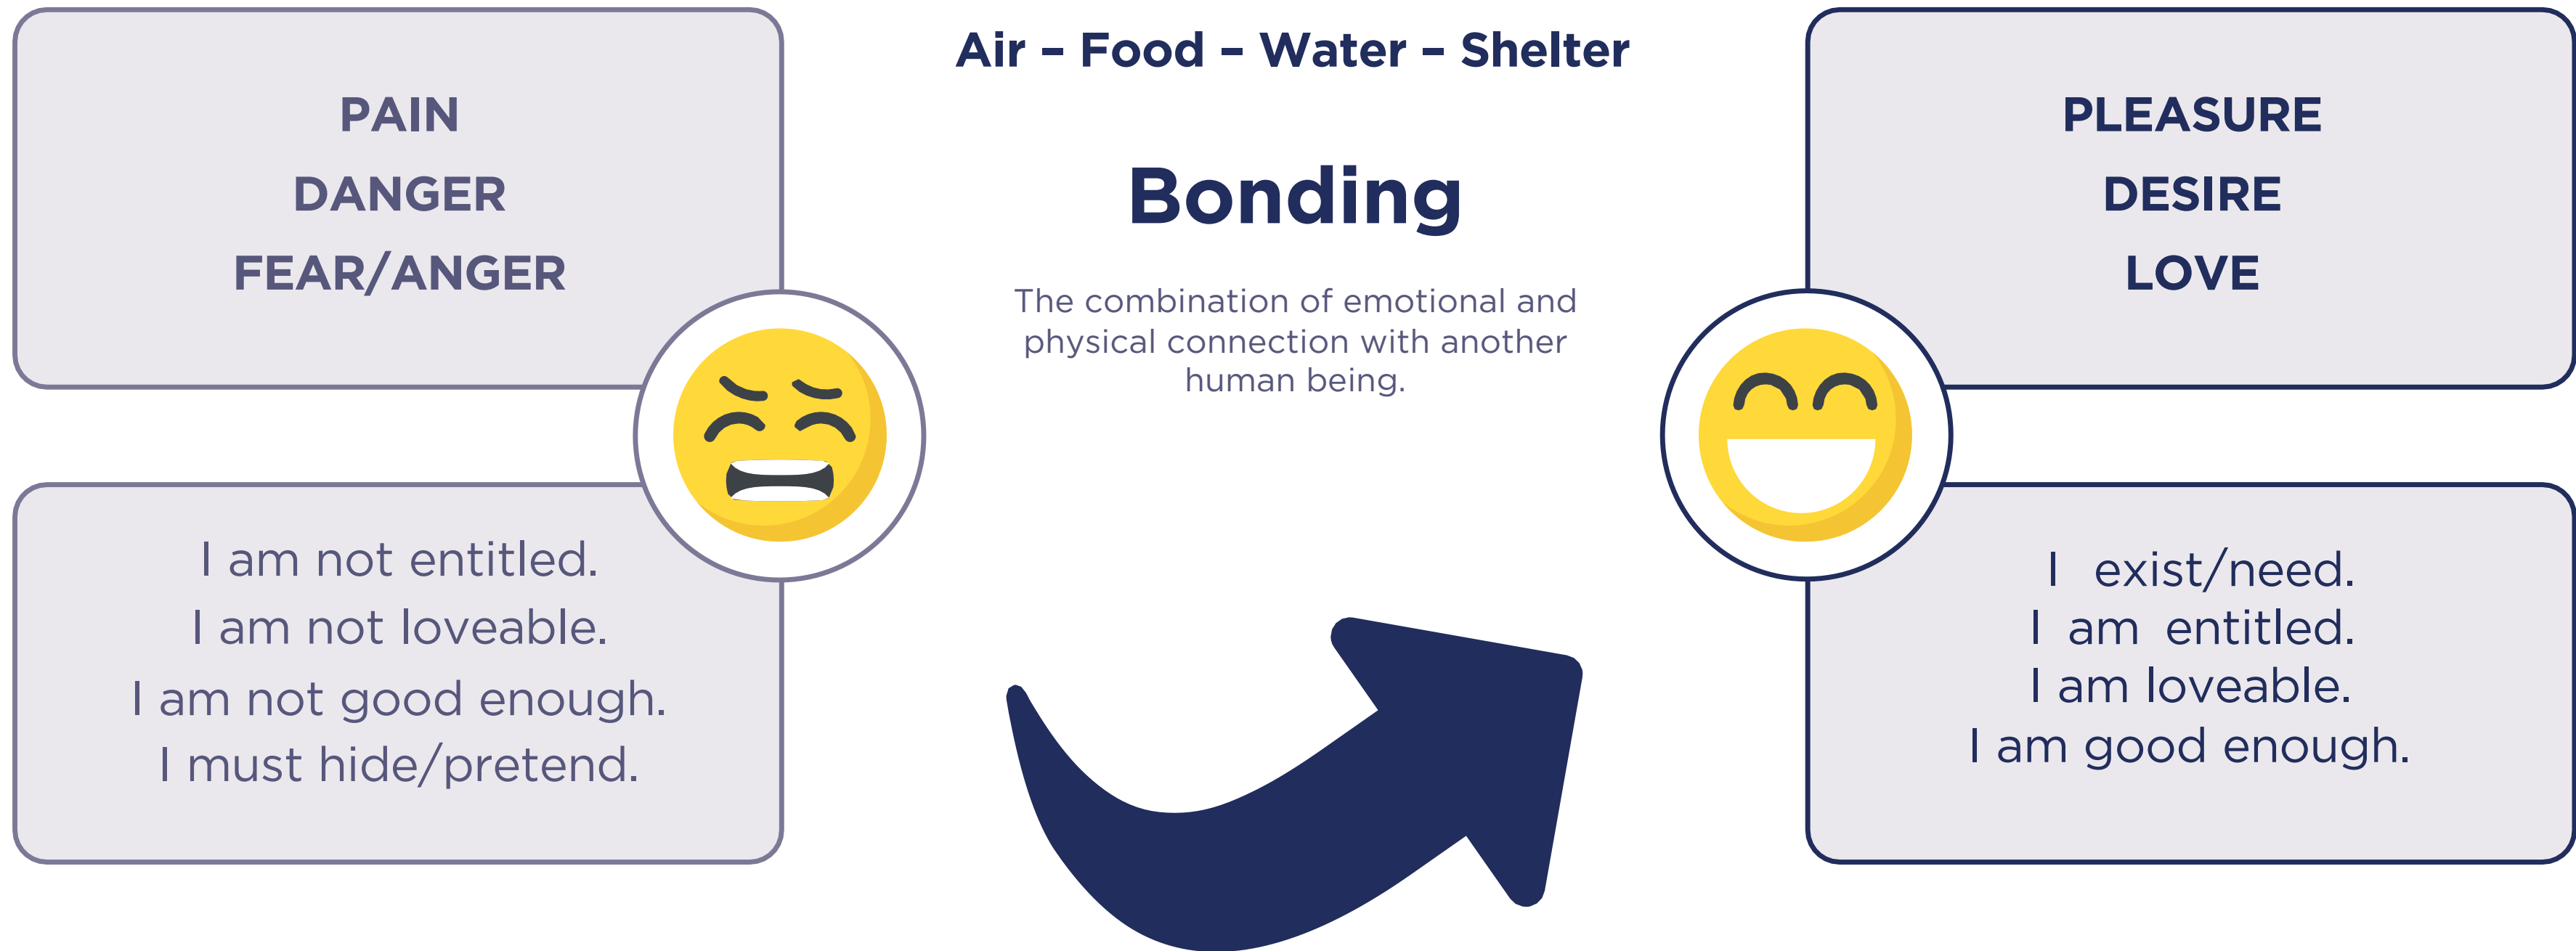 PAIN
DANGER
FEAR/ANGER
I am not entitled.
I am not loveable.
I am not good enough.
I must hide/pretend.
Air – Food – Water – Shelter
Bonding
The combination of emotional and
physical connection with another
human being.
PLEASURE
DESIRE
LOVE
I exist/need.
I am entitled.
I am loveable.
I am good enough.